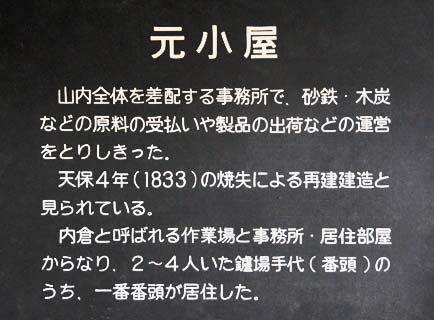 元小屋
山内全体を差配する事務所で、砂鉄・木炭
などの原料の受払いや製品の出荷などの運営
をとりしきった.
天保4年(1833)の焼失による再建建造と
見られている。
内倉と呼ばれる作業場と事務所・居住部屋
からなり、2～4人いた鑪場手代(番頭)の
うち、一番番頭が居住した。